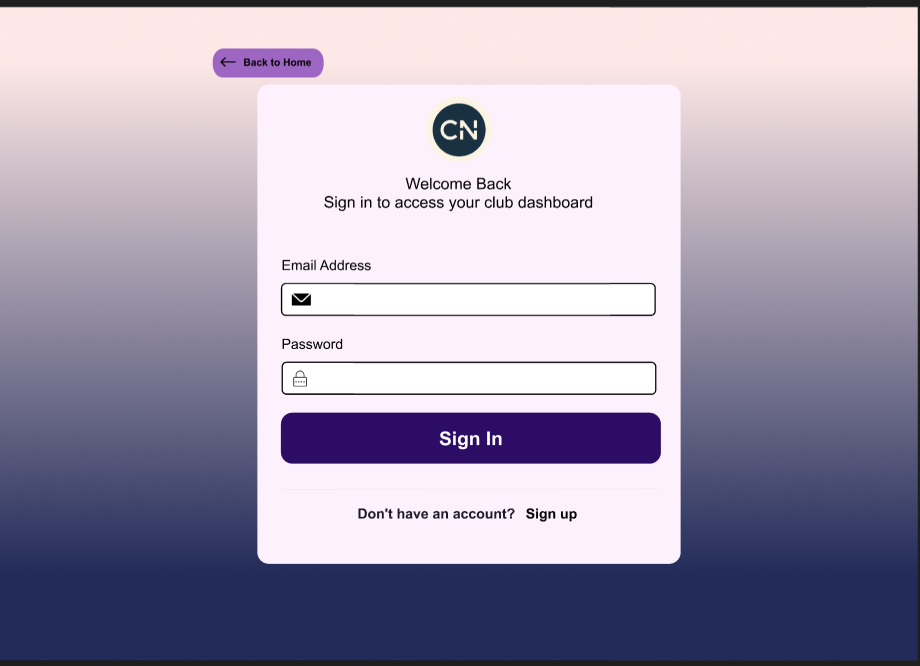 Back to Home
CN
Welcome Back
Sign in to access your club dashboard
Email Address
Password
Sign In
Don't have an account? Sign up